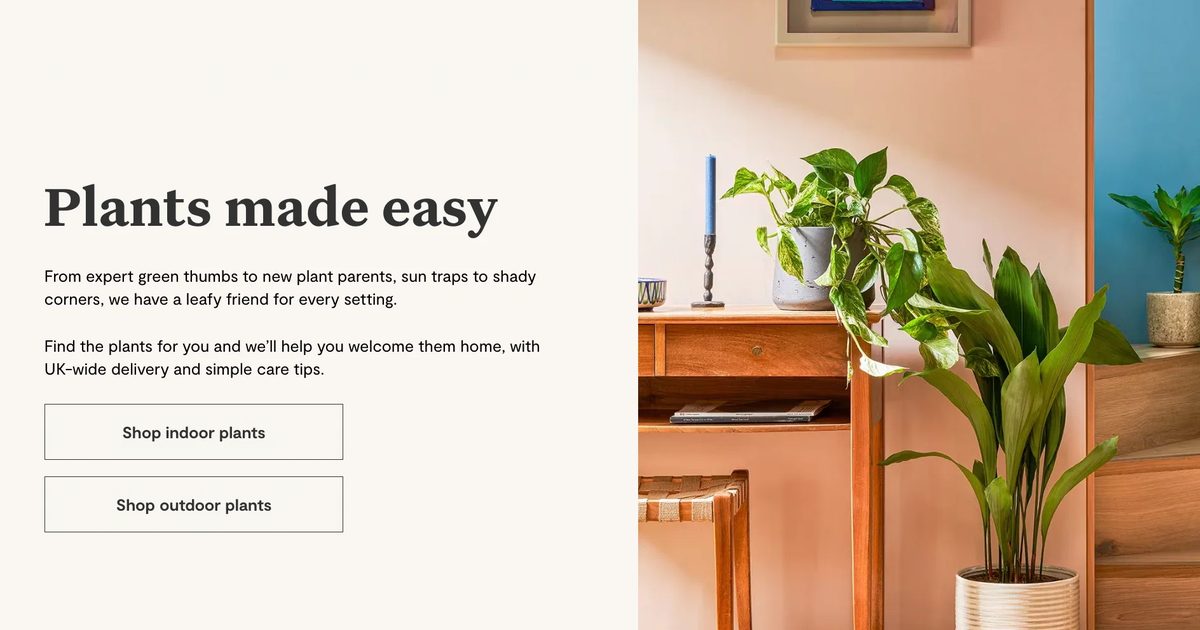 Plants made easy
From expert green thumbs to new plant parents, sun traps to shady
corners, we have a leafy friend for every setting.
Find the plants for you and we’ll help you welcome them home, with
UK-wide delivery and simple care tips.
Shop indoor plants
Shop outdoor plants